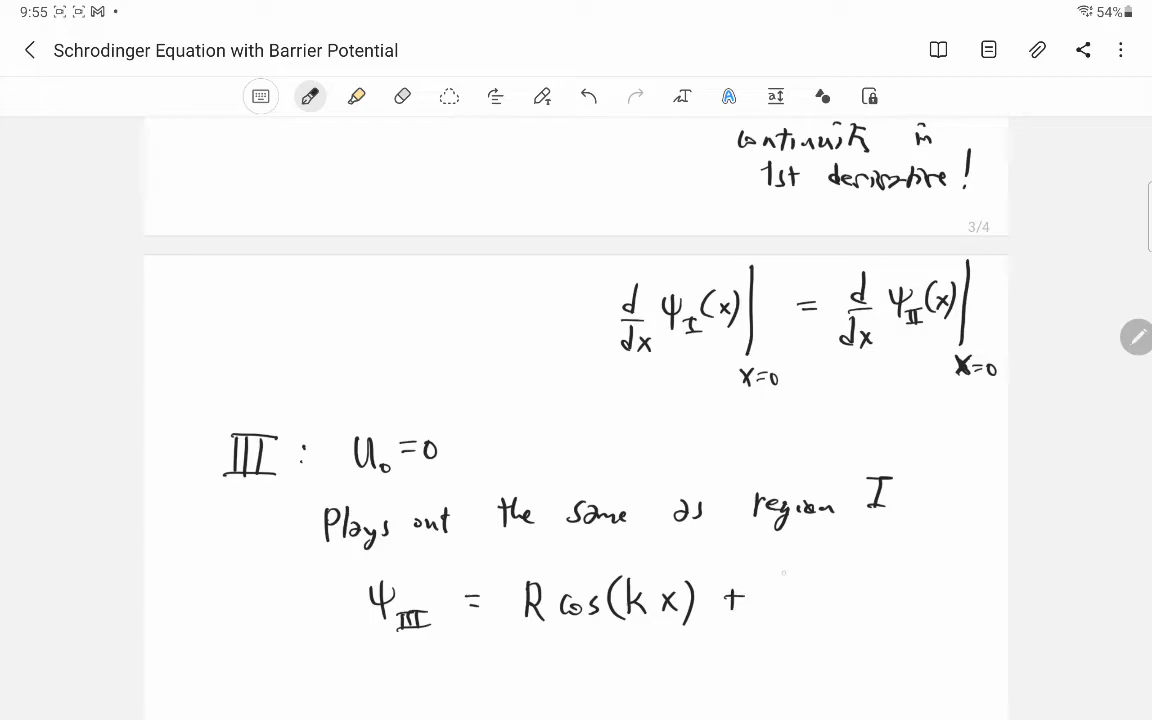 9:55
54%
Schrodinger Equation with Barrier Potential
continuity in
1st derivative!
3/4
d/dx ψ_I(x)|_{x=0} = d/dx ψ_II(x)|_{x=0}
III : U₀ = 0
Plays out the same as region I
ψ_III = R cos(kx) +